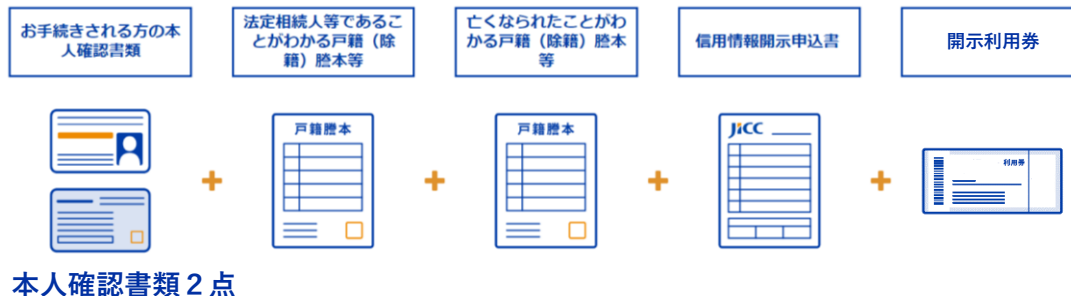 お手続きされる方の本
人確認書類
法定相続人等であるこ
とがわかる戸籍（除
籍）謄本等
亡くなられたことがわ
かる戸籍（除籍）謄本
等
信用情報開示申込書
開示利用券
戸籍謄本
戸籍謄本
JICC
利用券
本人確認書類２点